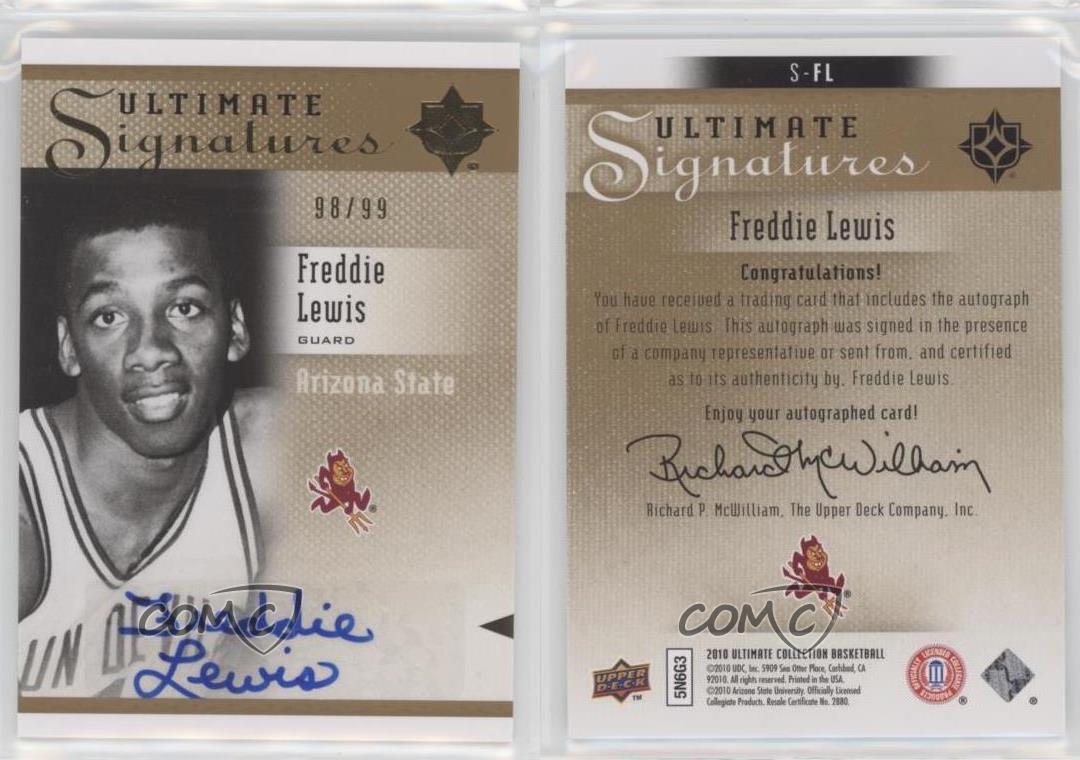 ULTIMATE
Signatures
98/99
Freddie
Lewis
GUARD
Arizona State
Freddie
Lewis
COMC
S-FL
ULTIMATE
Signatures
Freddie Lewis
Congratulations!
You have received a trading card that includes the autograph
of Freddie Lewis. This autograph was signed in the presence
of a company representative or sent from, and certified
as to its authenticity by, Freddie Lewis.
Enjoy your autographed card!
Richard McWilliam
Richard P. McWilliam, The Upper Deck Company, Inc.
COMC
UPPER
D·E·C·K
5N6G3
2010 ULTIMATE COLLECTION BASKETBALL
©2010 UDC, Inc. 5909 Sea Otter Place, Carlsbad, CA
92010. All rights reserved. Printed in the USA.
©2010 Arizona State University. Officially Licensed
Collegiate Products. Resale Certificate No. 2880.
OFFICIALLY LICENSED COLLEGIATE PRODUCTS